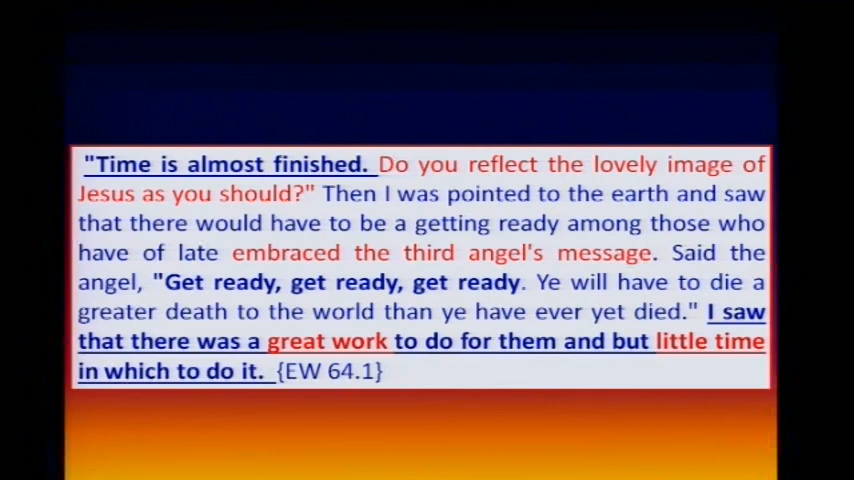 "Time is almost finished. Do you reflect the lovely image of
Jesus as you should?" Then I was pointed to the earth and saw
that there would have to be a getting ready among those who
have of late embraced the third angel's message. Said the
angel, "Get ready, get ready, get ready. Ye will have to die a
greater death to the world than ye have ever yet died." I saw
that there was a great work to do for them and but little time
in which to do it. {EW 64.1}